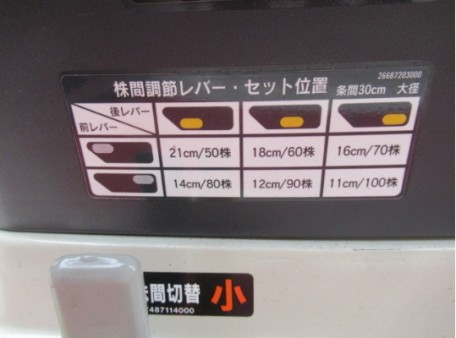 26687203000
株間調節レバー・セット位置 条間30cm 大径
後レバー
前レバー
21cm/50株 18cm/60株 16cm/70株
14cm/80株 12cm/90株 11cm/100株
間切替 小
487114000